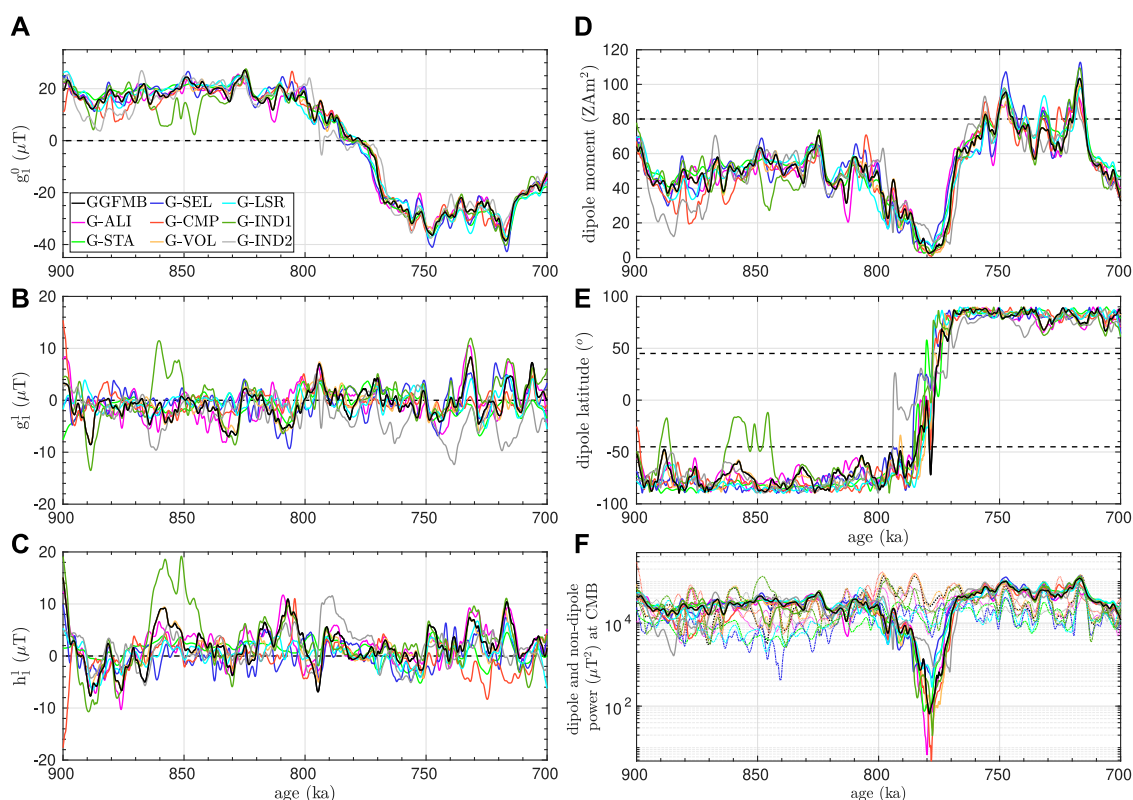 A
g₁⁰ (μT)
20
0
-20
-40
GGFMB G-SEL G-LSR
G-ALI G-CMP G-IND1
G-STA G-VOL G-IND2
900 850 800 750 700
B
g₁¹ (μT)
20
10
0
-10
-20
900 850 800 750 700
C
h₁¹ (μT)
20
10
0
-10
-20
900 850 800 750 700
age (ka)
D
dipole moment (ZAm²)
120
100
80
60
40
20
0
900 850 800 750 700
E
dipole latitude (°)
100
50
0
-50
-100
900 850 800 750 700
age (ka)
F
dipole and non-dipole
power (μT²) at CMB
10⁴
10²
900 850 800 750 700
age (ka)